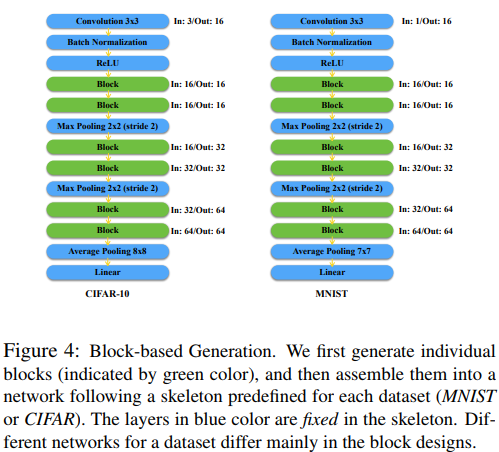 Convolution 3x3 In: 3/Out: 16
Batch Normalization
ReLU
Block In: 16/Out: 16
Block In: 16/Out: 16
Max Pooling 2x2 (stride 2)
Block In: 16/Out: 32
Block In: 32/Out: 32
Max Pooling 2x2 (stride 2)
Block In: 32/Out: 64
Block In: 64/Out: 64
Average Pooling 8x8
Linear
CIFAR-10
Convolution 3x3 In: 1/Out: 16
Batch Normalization
ReLU
Block In: 16/Out: 16
Block In: 16/Out: 16
Max Pooling 2x2 (stride 2)
Block In: 16/Out: 32
Block In: 32/Out: 32
Max Pooling 2x2 (stride 2)
Block In: 32/Out: 64
Block In: 64/Out: 64
Average Pooling 7x7
Linear
MNIST
Figure 4: Block-based Generation. We first generate individual
blocks (indicated by green color), and then assemble them into a
network following a skeleton predefined for each dataset (MNIST
or CIFAR). The layers in blue color are fixed in the skeleton. Dif-
ferent networks for a dataset differ mainly in the block designs.